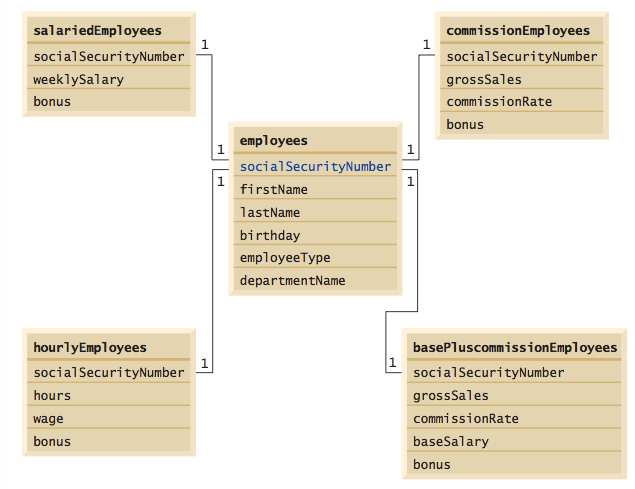 salariedEmployees
socialSecurityNumber
weeklySalary
bonus
1
commissionEmployees
socialSecurityNumber
grossSales
commissionRate
bonus
1
employees
socialSecurityNumber
firstName
lastName
birthday
employeeType
departmentName
1
1
1
1
hourlyEmployees
socialSecurityNumber
hours
wage
bonus
1
basePluscommissionEmployees
socialSecurityNumber
grossSales
commissionRate
baseSalary
bonus
1